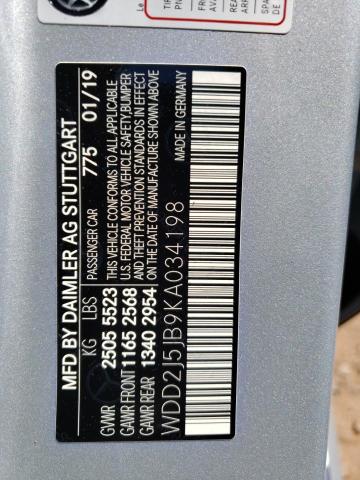 MFD BY DAIMLER AG STUTTGART
KG LBS PASSENGER CAR 775 01/19
GVWR 2505 5523 THIS VEHICLE CONFORMS TO ALL APPLICABLE
GAWR FRONT 1165 2568 U.S. FEDERAL MOTOR VEHICLE SAFETY, BUMPER
GAWR REAR 1340 2954 AND THEFT PREVENTION STANDARDS IN EFFECT
ON THE DATE OF MANUFACTURE SHOWN ABOVE
WDD2J5JB9KA034198 MADE IN GERMANY